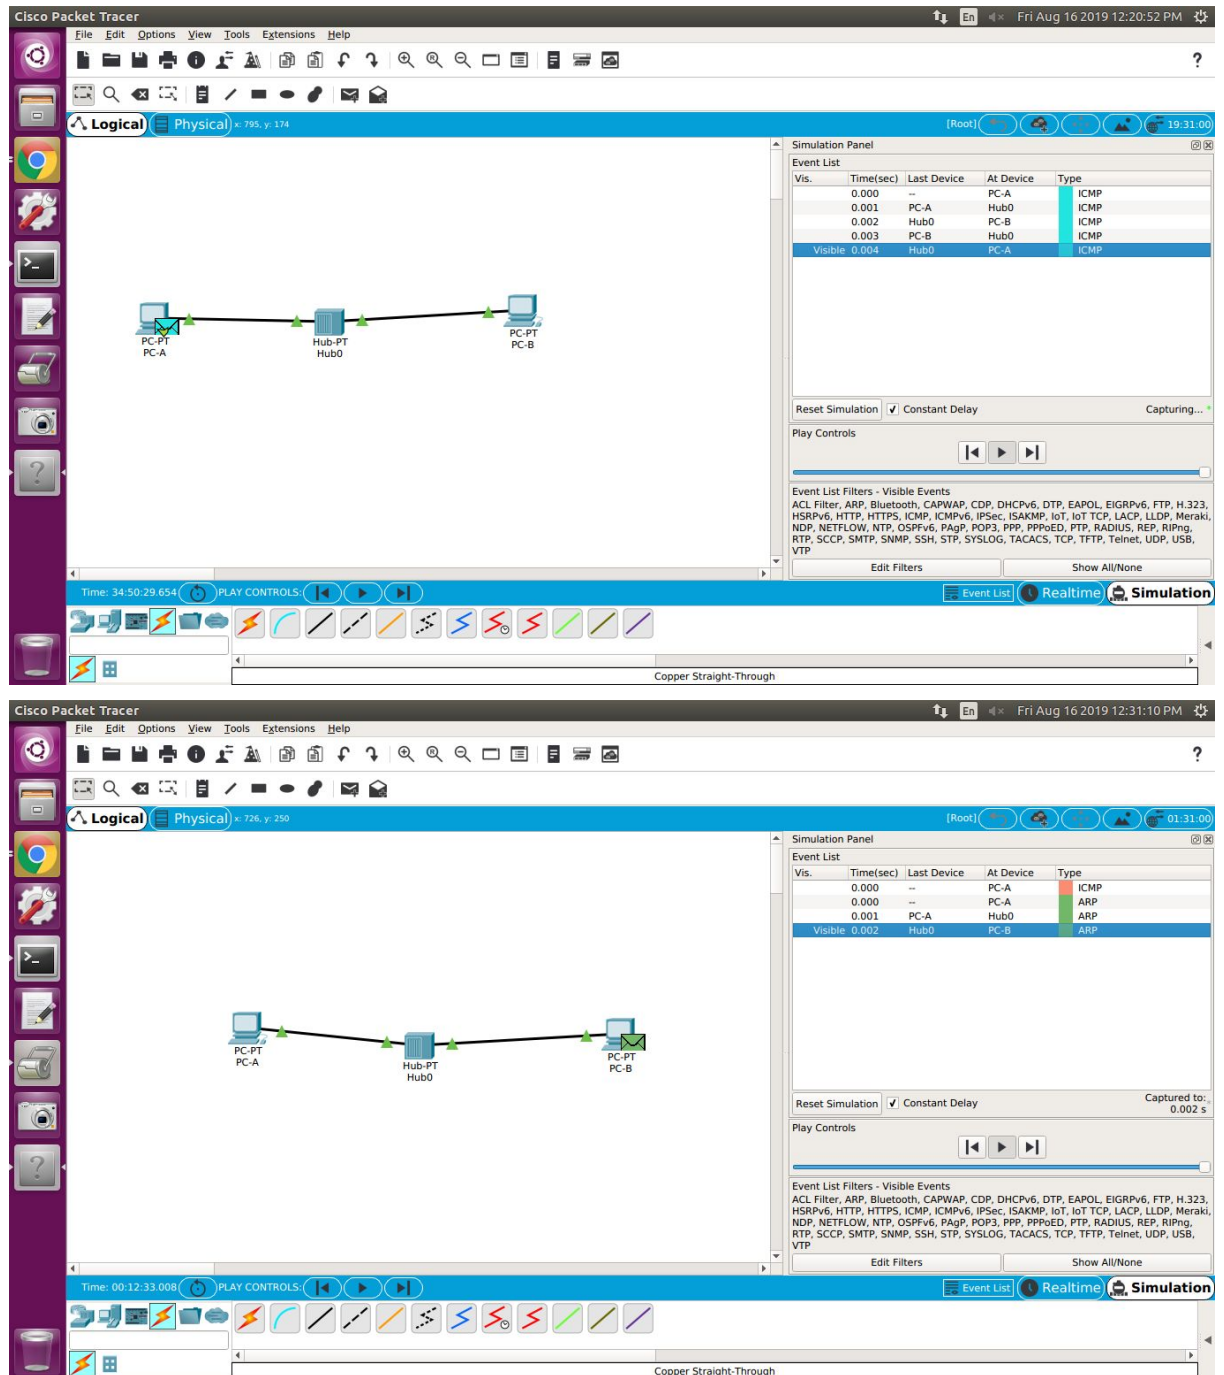 Cisco Packet Tracer
En
Fri Aug 16 2019 12:20:52 PM
File Edit Options View Tools Extensions Help
?
Logical
Physical
x: 795, y: 174
[Root]
19:31:00
Simulation Panel
Event List
Vis. Time(sec) Last Device At Device Type
0.000 -- PC-A ICMP
0.001 PC-A Hub0 ICMP
0.002 Hub0 PC-B ICMP
0.003 PC-B Hub0 ICMP
Visible 0.004 Hub0 PC-A ICMP
PC-PT
PC-A
Hub-PT
Hub0
PC-PT
PC-B
Reset Simulation Constant Delay Capturing...
Play Controls
Event List Filters - Visible Events
ACL Filter, ARP, Bluetooth, CAPWAP, CDP, DHCPv6, DTP, EAPOL, EIGRPv6, FTP, H.323,
HSRPv6, HTTP, HTTPS, ICMP, ICMPv6, IPSec, ISAKMP, IoT, IoT TCP, LACP, LLDP, Meraki,
NDP, NETFLOW, NTP, OSPFv6, PAgP, POP3, PPP, PPPoED, PTP, RADIUS, REP, RIPng,
RTP, SCCP, SMTP, SNMP, SSH, STP, SYSLOG, TACACS, TCP, TFTP, Telnet, UDP, USB,
VTP
Edit Filters Show All/None
Time: 34:50:29.654 PLAY CONTROLS:
Event List Realtime Simulation
Copper Straight-Through
Cisco Packet Tracer
En
Fri Aug 16 2019 12:31:10 PM
File Edit Options View Tools Extensions Help
?
Logical
Physical
x: 726, y: 250
[Root]
01:31:00
Simulation Panel
Event List
Vis. Time(sec) Last Device At Device Type
0.000 -- PC-A ICMP
0.000 -- PC-A ARP
0.001 PC-A Hub0 ARP
Visible 0.002 Hub0 PC-B ARP
PC-PT
PC-A
Hub-PT
Hub0
PC-PT
PC-B
Reset Simulation Constant Delay Captured to:
0.002 s
Play Controls
Event List Filters - Visible Events
ACL Filter, ARP, Bluetooth, CAPWAP, CDP, DHCPv6, DTP, EAPOL, EIGRPv6, FTP, H.323,
HSRPv6, HTTP, HTTPS, ICMP, ICMPv6, IPSec, ISAKMP, IoT, IoT TCP, LACP, LLDP, Meraki,
NDP, NETFLOW, NTP, OSPFv6, PAgP, POP3, PPP, PPPoED, PTP, RADIUS, REP, RIPng,
RTP, SCCP, SMTP, SNMP, SSH, STP, SYSLOG, TACACS, TCP, TFTP, Telnet, UDP, USB,
VTP
Edit Filters Show All/None
Time: 00:12:33.008 PLAY CONTROLS:
Event List Realtime Simulation
Copper Straight-Through